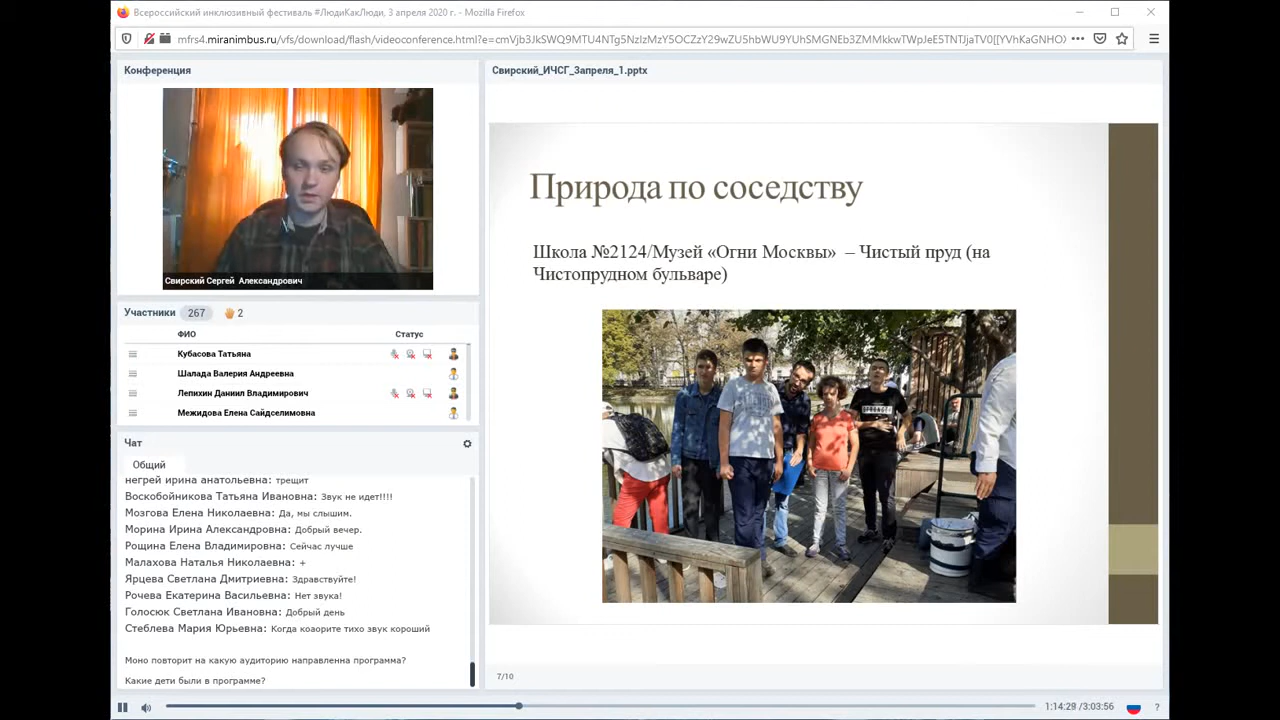 Всероссийский инклюзивный фестиваль #ЛюдиКакЛюди, 3 апреля 2020 г. - Mozilla Firefox
mfrs4.miranimbus.ru/vfs/download/flash/videoconference.html?e=
Конференция
Свирский_ИЧСГ_3апреля_1.pptx
Свирский Сергей Александрович
Участники 267 2
ФИО Статус
Кубасова Татьяна
Шалада Валерия Андреевна
Лепихин Даниил Владимирович
Межидова Елена Сайдселимовна
Чат
Общий
негрей ирина анатольевна: трещит
Воскобойникова Татьяна Ивановна: Звук не идет!!!!
Мозгова Елена Николаевна: Да, мы слышим.
Морина Ирина Александровна: Добрый вечер.
Рощина Елена Владимировна: Сейчас лучше
Малахова Наталья Николаевна: +
Ярцева Светлана Дмитриевна: Здравствуйте!
Рочева Екатерина Васильевна: Нет звука!
Голосюк Светлана Ивановна: Добрый день
Стеблева Мария Юрьевна: Когда каорите тихо звук короший
Моно повторит на какую аудиторию направленна программа?
Какие дети были в программе?
Природа по соседству
Школа №2124/Музей «Огни Москвы» – Чистый пруд (на
Чистопрудном бульваре)
7/10
1:14:29 /3:03:56 ?